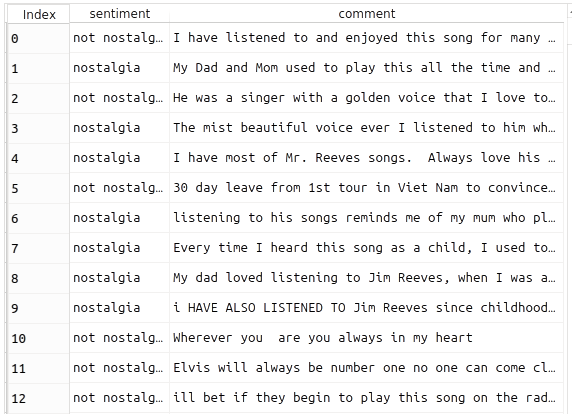 Index sentiment comment
0 not nostalg… I have listened to and enjoyed this song for many …
1 nostalgia My Dad and Mom used to play this all the time and …
2 not nostalg… He was a singer with a golden voice that I love to…
3 nostalgia The mist beautiful voice ever I listened to him wh…
4 nostalgia I have most of Mr. Reeves songs.  Always love his …
5 not nostalg… 30 day leave from 1st tour in Viet Nam to convince…
6 nostalgia listening to his songs reminds me of my mum who pl…
7 nostalgia Every time I heard this song as a child, I used to…
8 nostalgia My dad loved listening to Jim Reeves, when I was a…
9 nostalgia i HAVE ALSO LISTENED TO Jim Reeves since childhood…
10 not nostalg… Wherever you  are you always in my heart
11 not nostalg… Elvis will always be number one no one can come cl…
12 not nostalg… ill bet if they begin to play this song on the rad…